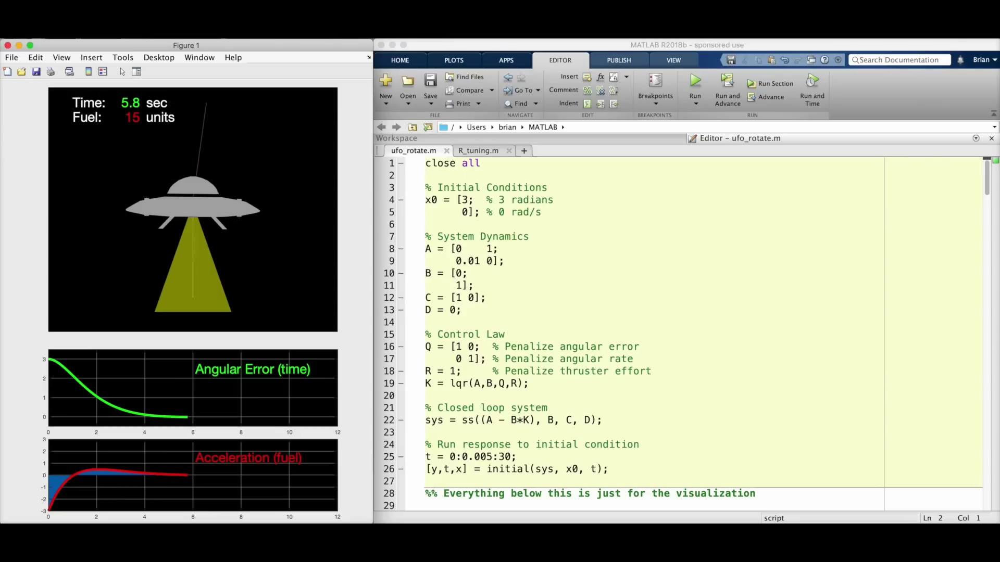 Figure 1
File Edit View Insert Tools Desktop Window Help
Time: 5.8 sec
Fuel: 15 units
Angular Error (time)
3
2
1
0
0 2 4 6 8 10 12
Acceleration (fuel)
3
2
1
0
-1
-2
-3
0 2 4 6 8 10 12
MATLAB R2018b - sponsored use
HOME PLOTS APPS EDITOR PUBLISH VIEW
Search Documentation
Brian
New Open Save
Find Files
Compare
Print
FILE
Go To
Find
NAVIGATE
Insert fx
Comment
Indent
EDIT
Breakpoints
BREAKPOINTS
Run
Run and Advance
Run Section
Advance
Run and Time
RUN
/ Users brian MATLAB
Workspace
Editor - ufo_rotate.m
ufo_rotate.m R_tuning.m +
1 - close all
2
3 % Initial Conditions
4 - x0 = [3; % 3 radians
5 0]; % 0 rad/s
6
7 % System Dynamics
8 - A = [0 1;
9 0.01 0];
10 - B = [0;
11 1];
12 - C = [1 0];
13 - D = 0;
14
15 % Control Law
16 - Q = [1 0; % Penalize angular error
17 0 1]; % Penalize angular rate
18 - R = 1; % Penalize thruster effort
19 - K = lqr(A,B,Q,R);
20
21 % Closed loop system
22 - sys = ss((A - B*K), B, C, D);
23
24 % Run response to initial condition
25 - t = 0:0.005:30;
26 - [y,t,x] = initial(sys, x0, t);
27
28 %% Everything below this is just for the visualization
29
script
Ln 2 Col 1